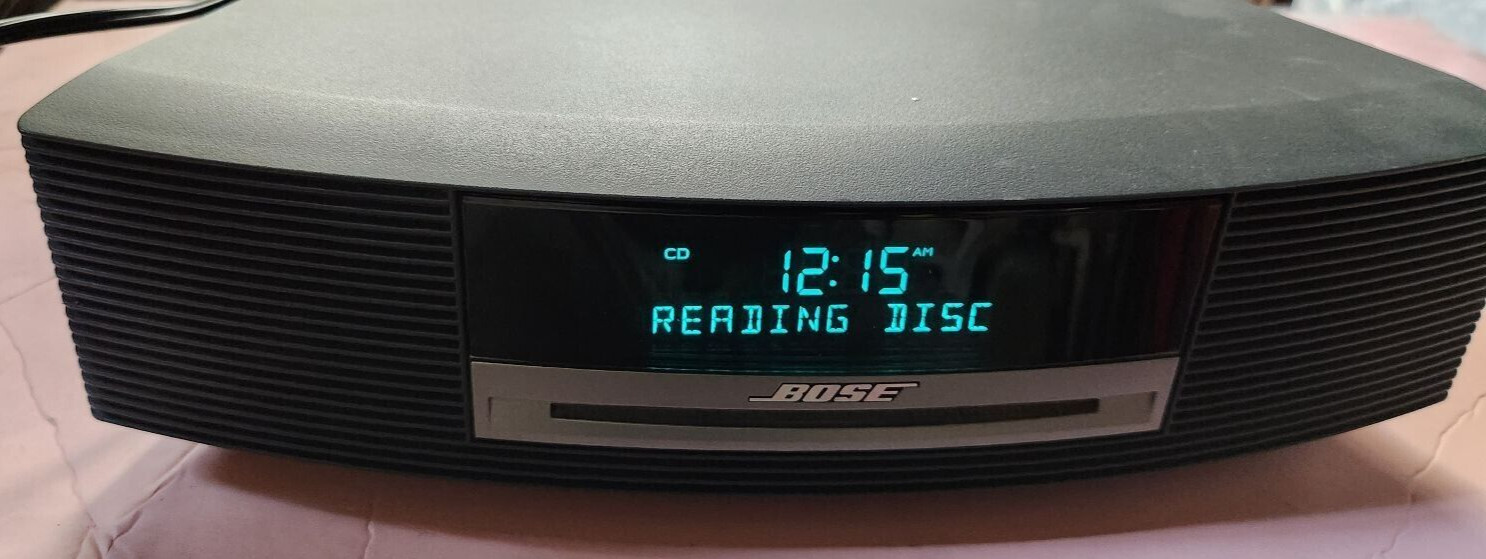 CD 12:15 AM
READING DISC
BOSE